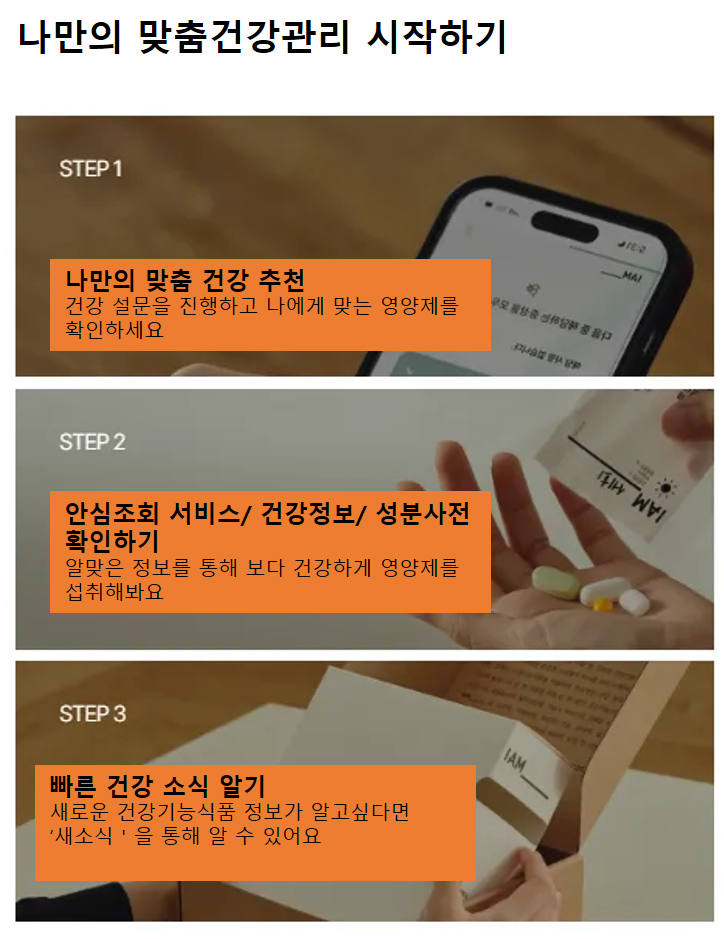 나만의 맞춤건강관리 시작하기
STEP 1
나만의 맞춤 건강 추천
건강 설문을 진행하고 나에게 맞는 영양제를
확인하세요
IAM___
STEP 2
안심조회 서비스/ 건강정보/ 성분사전
확인하기
알맞은 정보를 통해 보다 건강하게 영양제를
섭취해봐요
IAM
STEP 3
IAM___
빠른 건강 소식 알기
새로운 건강기능식품 정보가 알고싶다면
‘새소식 ' 을 통해 알 수 있어요